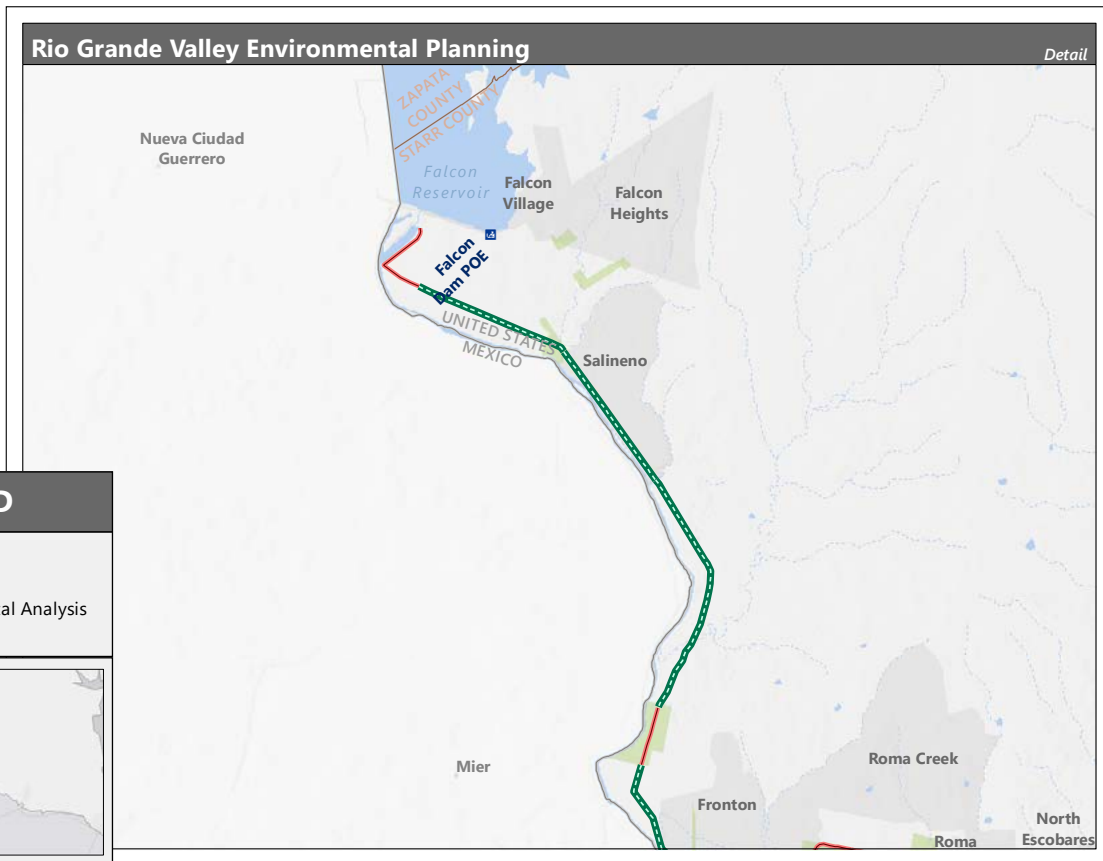 Rio Grande Valley Environmental Planning
Detail
ZAPATA
COUNTY
STARR COUNTY
Nueva Ciudad
Guerrero
Falcon
Reservoir
Falcon
Village
Falcon
Heights
Falcon
Dam POE
UNITED STATES
MEXICO
Salineno
Mier
Roma Creek
Fronton
North
Escobares
Roma
D
al Analysis